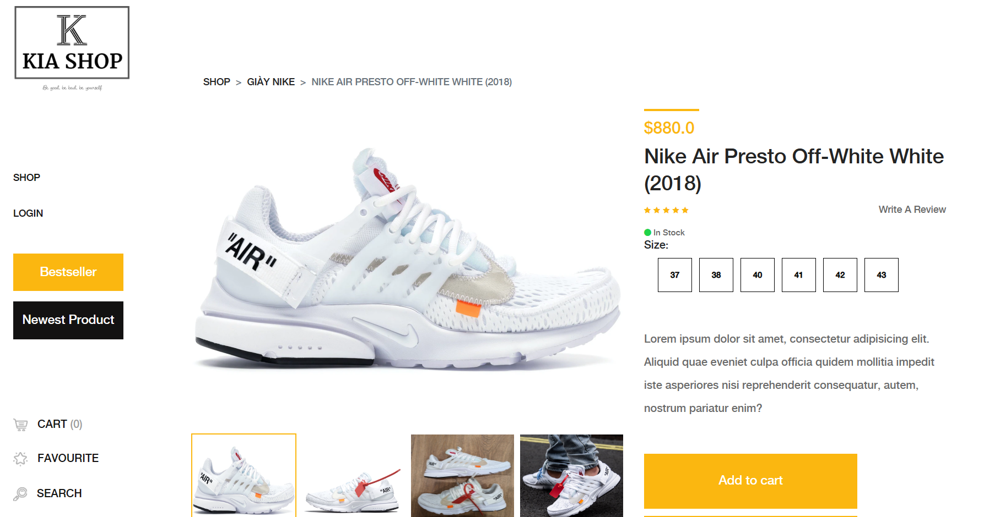 K
KIA SHOP
Be good, be bad, be yourself
SHOP > GIÀY NIKE > NIKE AIR PRESTO OFF-WHITE WHITE (2018)
SHOP
LOGIN
Bestseller
Newest Product
CART (0)
FAVOURITE
SEARCH
NIKE
"AIR"
$880.0
Nike Air Presto Off-White White
(2018)
Write A Review
In Stock
Size:
37 38 40 41 42 43
Lorem ipsum dolor sit amet, consectetur adipisicing elit.
Aliquid quae eveniet culpa officia quidem mollitia impedit
iste asperiores nisi reprehenderit consequatur, autem,
nostrum pariatur enim?
Add to cart
"AIR"
"AIR"
"AIR"
"AIR"
"AIR"